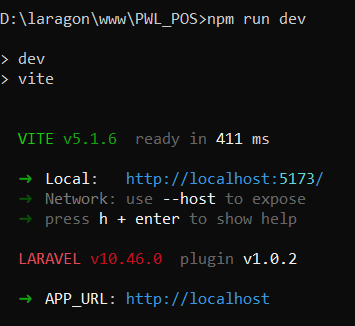 D:\laragon\www\PWL_POS>npm run dev
> dev
> vite
VITE v5.1.6 ready in 411 ms
➜ Local: http://localhost:5173/
➜ Network: use --host to expose
➜ press h + enter to show help
LARAVEL v10.46.0 plugin v1.0.2
➜ APP_URL: http://localhost